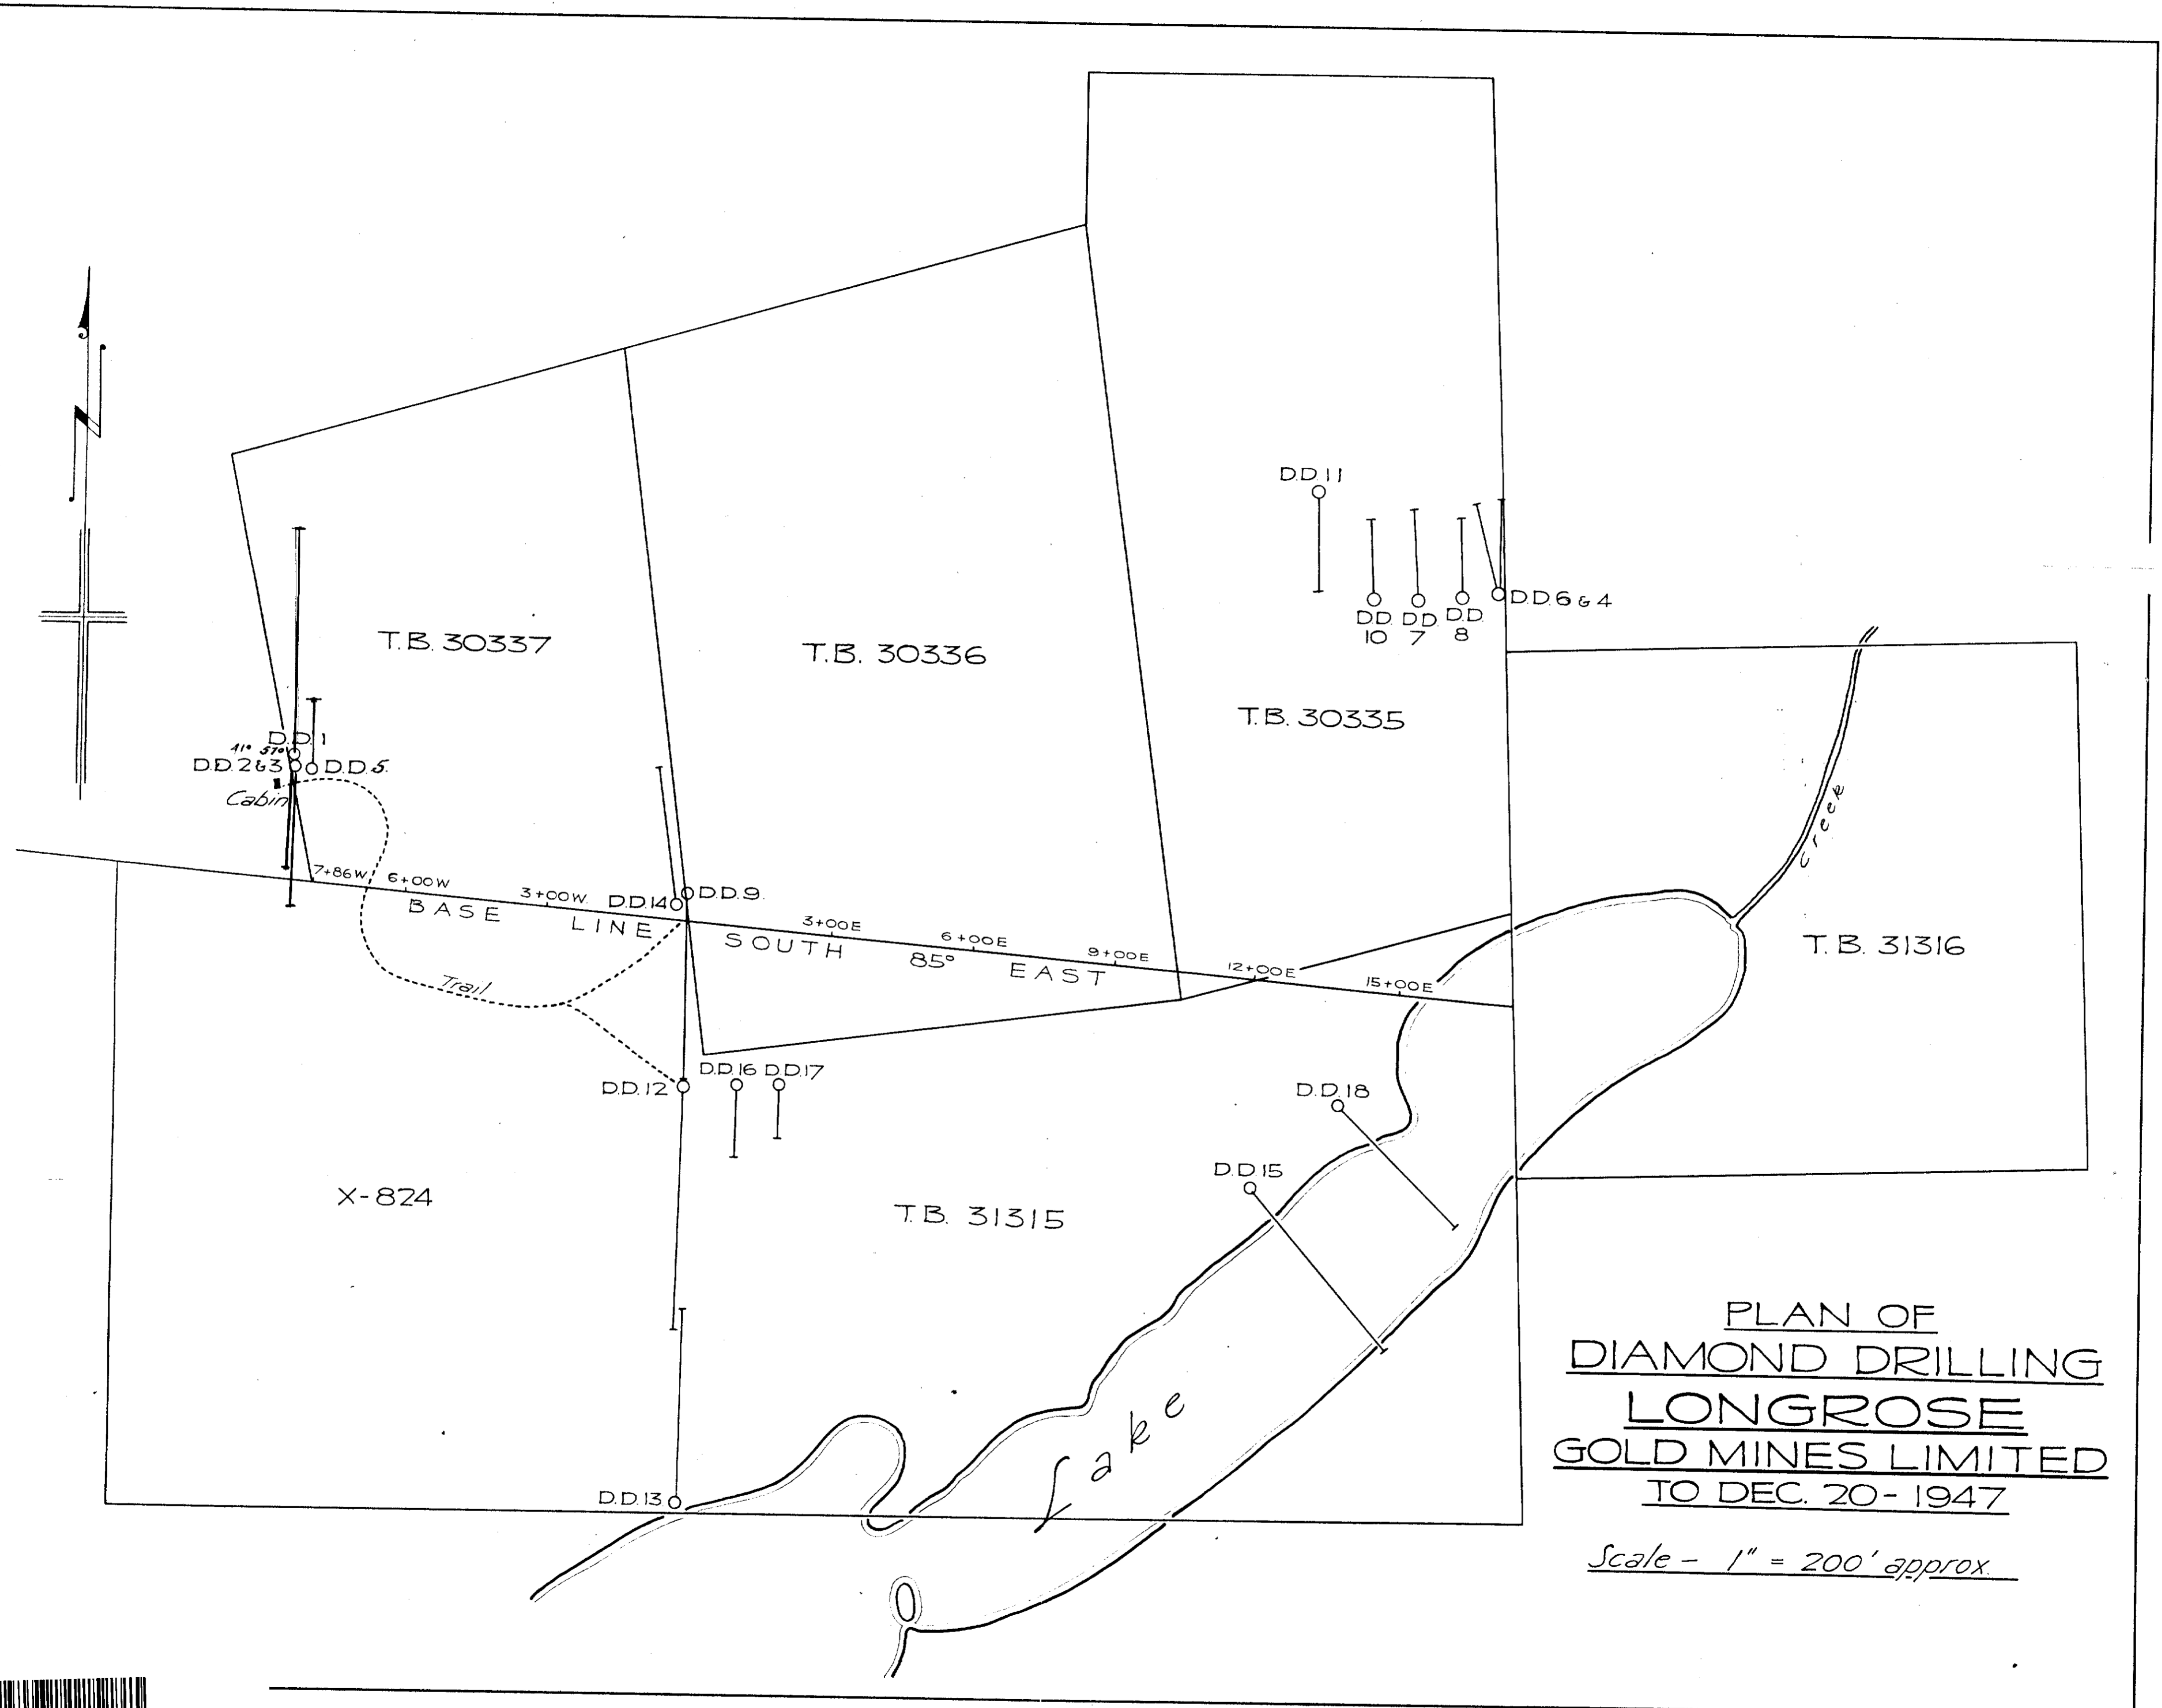 N
D.D.11
D.D.6 & 4
D.D. D.D. D.D.
10 7 8
T.B. 30337
T.B. 30336
T.B. 30335
D.D.1
41° 57°
D.D.2&3
D.D.5.
Cabin
Creek
7+86W
6+00W
3+00W.
D.D.14
D.D.9.
3+00E
6+00E
9+00E
12+00E
15+00E
BASE LINE SOUTH 85° EAST
T.B. 31316
Trail
D.D.12
D.D.16
D.D.17
D.D.18
D.D.15
X-824
T.B. 31315
Lake
D.D.13
PLAN OF
DIAMOND DRILLING
LONGROSE
GOLD MINES LIMITED
TO DEC. 20-1947
Scale - 1" = 200' approx.